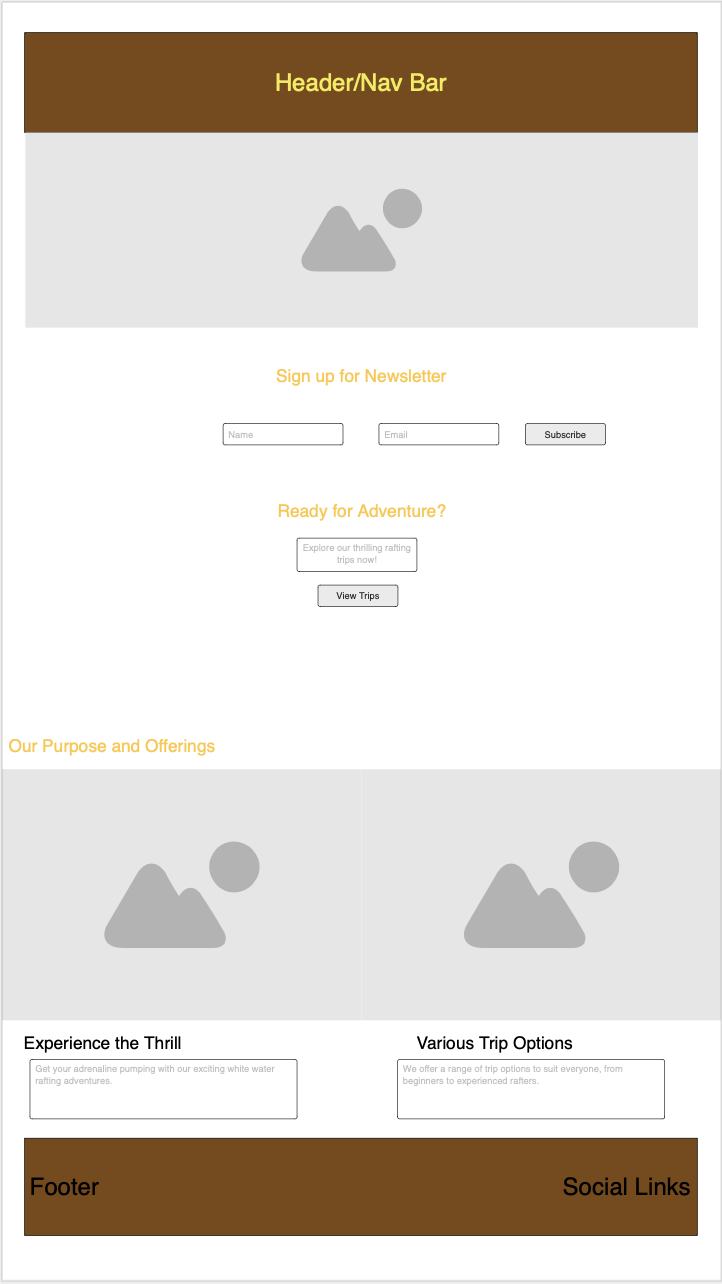 Header/Nav Bar
Sign up for Newsletter
Name
Email
Subscribe
Ready for Adventure?
Explore our thrilling rafting
trips now!
View Trips
Our Purpose and Offerings
Experience the Thrill
Get your adrenaline pumping with our exciting white water
rafting adventures.
Various Trip Options
We offer a range of trip options to suit everyone, from
beginners to experienced rafters.
Footer
Social Links